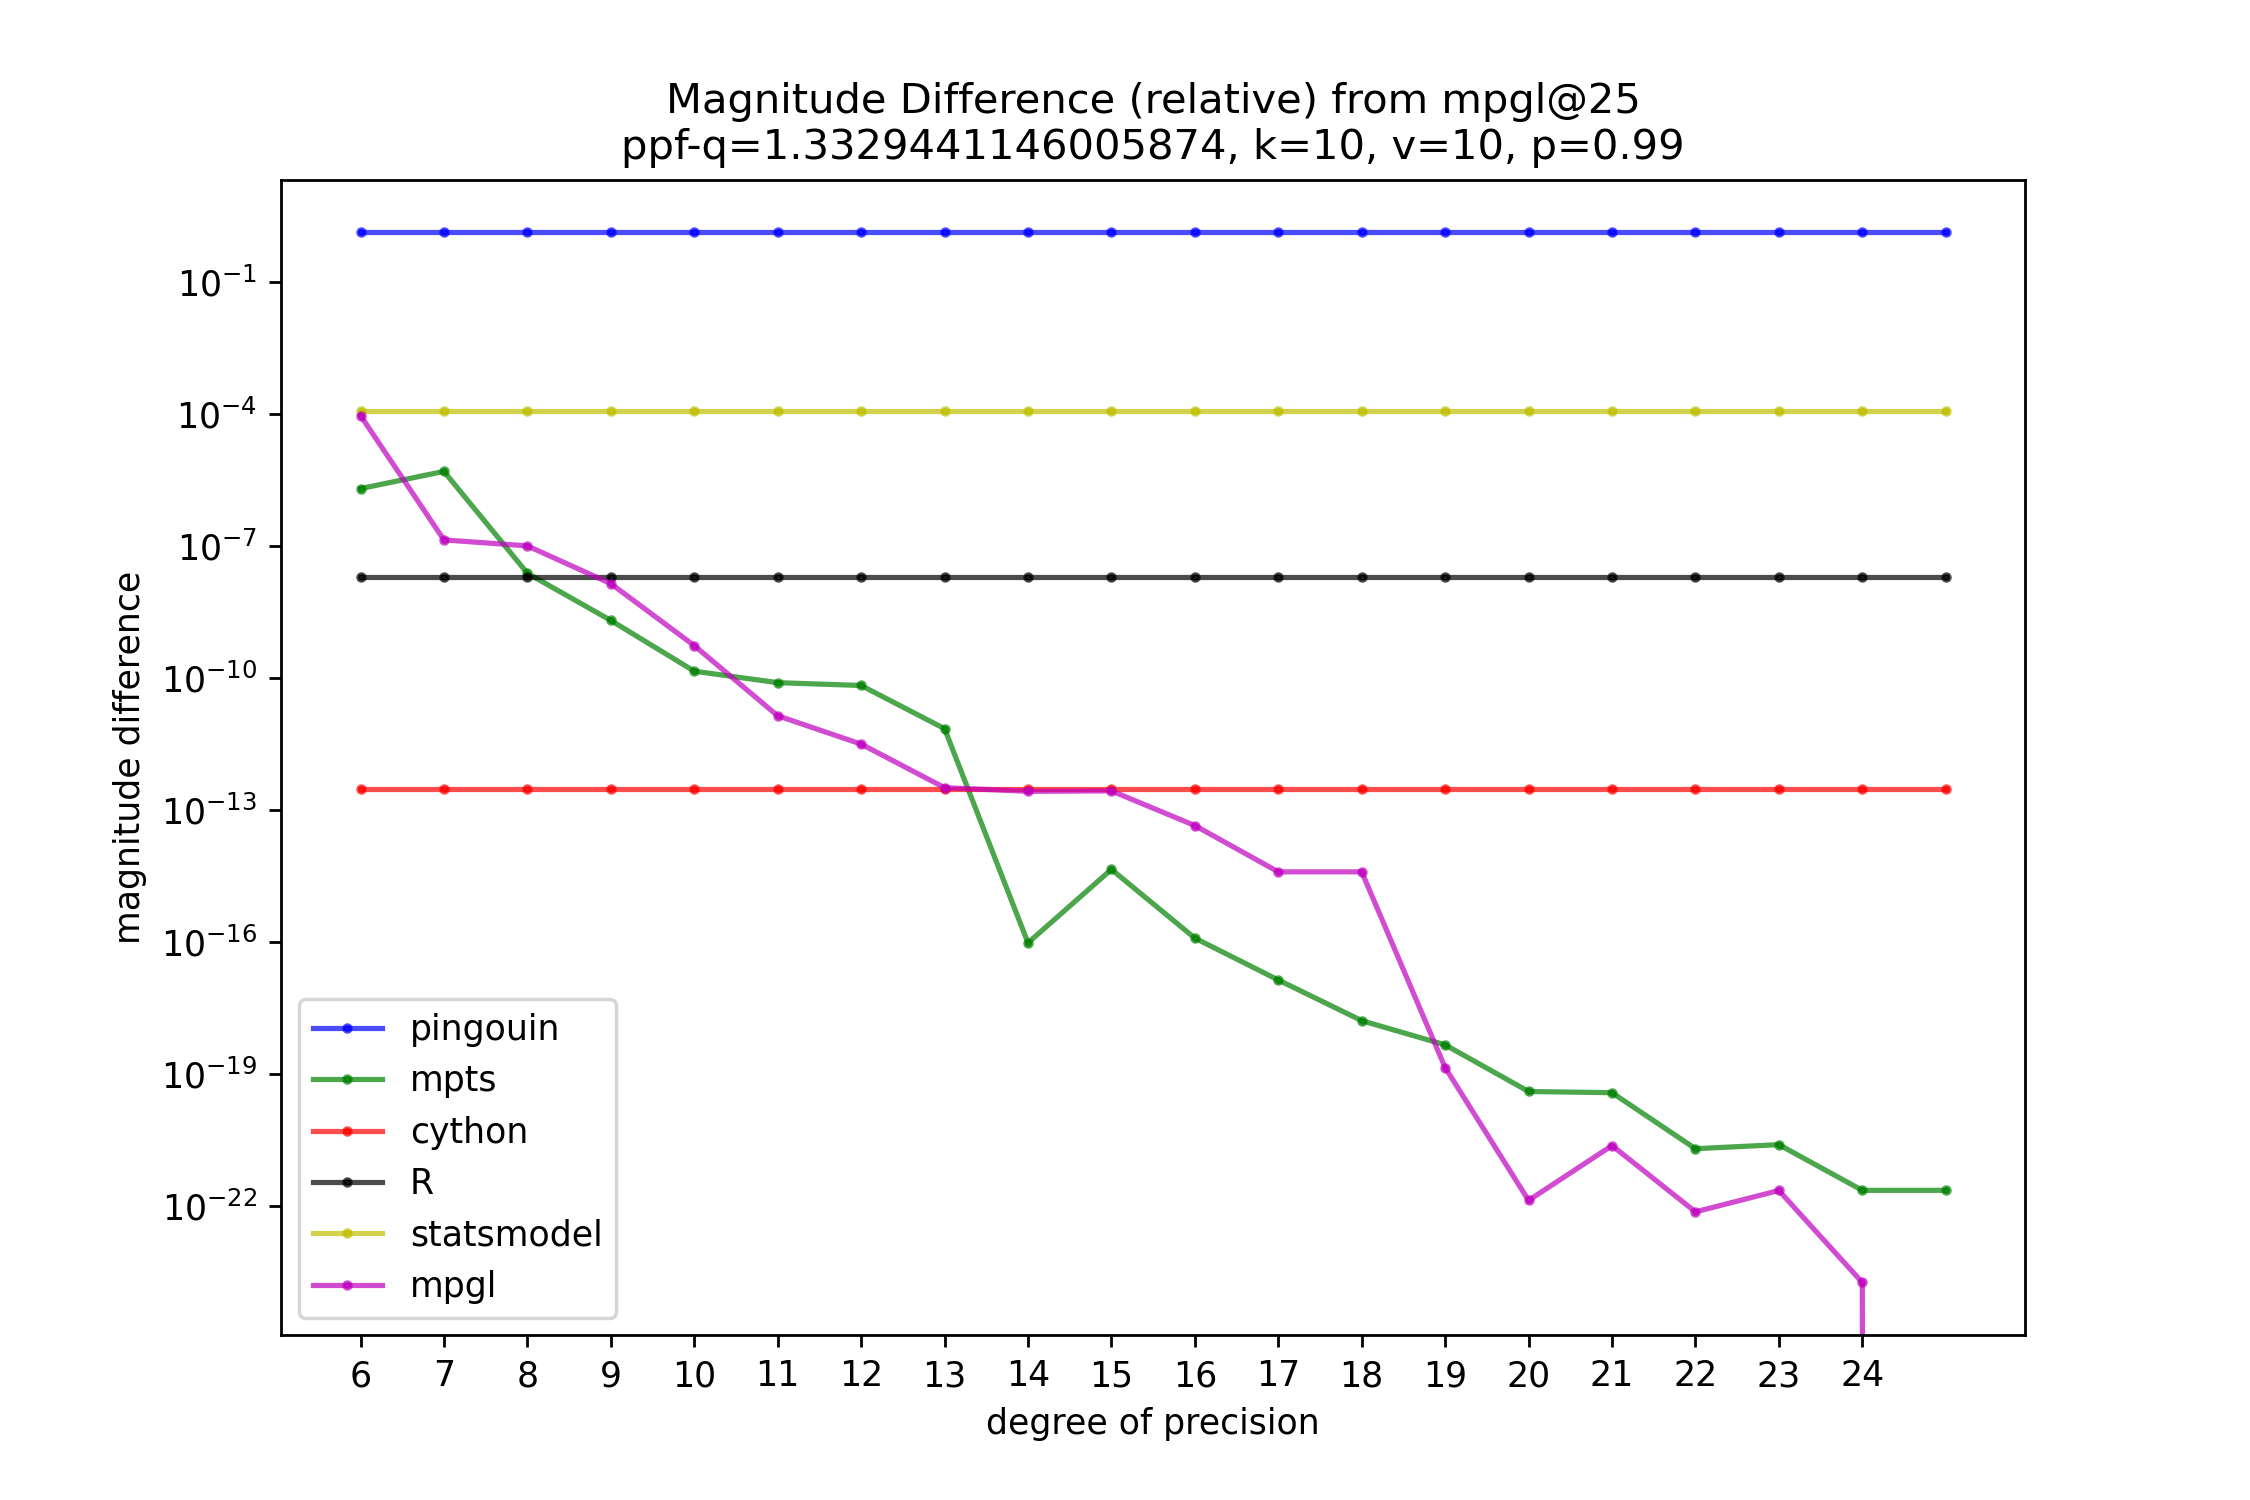 Magnitude Difference (relative) from mpgl@25
ppf-q=1.3329441146005874, k=10, v=10, p=0.99
magnitude difference
10⁻¹
10⁻⁴
10⁻⁷
10⁻¹⁰
10⁻¹³
10⁻¹⁶
10⁻¹⁹
10⁻²²
pingouin
mpts
cython
R
statsmodel
mpgl
6 7 8 9 10 11 12 13 14 15 16 17 18 19 20 21 22 23 24
degree of precision